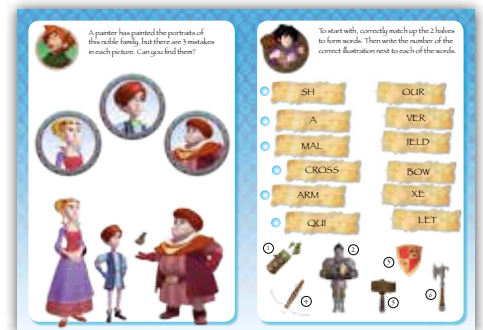 A painter has painted the portraits of
this noble family, but there are 3 mistakes
in each picture. Can you find them?
To start with, correctly match up the 2 halves
to form words. Then write the number of the
correct illustration next to each of the words.
SH OUR
A VER
MAL IELD
CROSS BOW
ARM XE
QUI LET
1
2
3
4
5
6